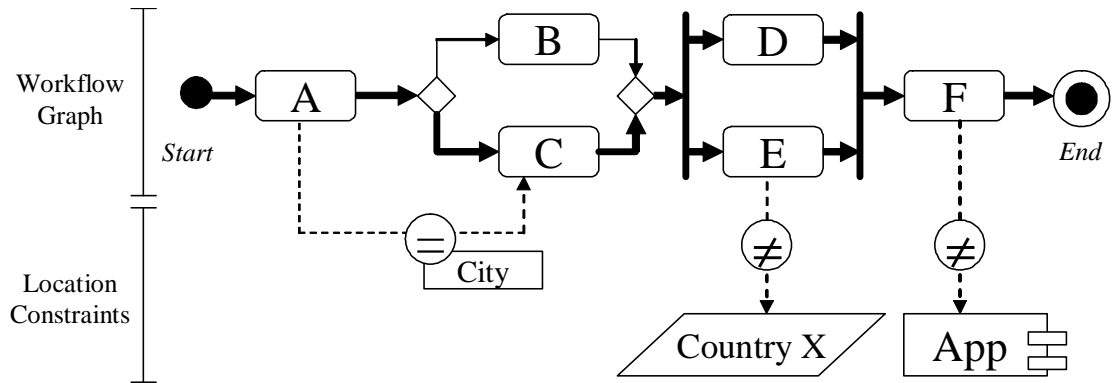 Workflow
Graph
Start
A
B
C
D
E
F
End
=
City
≠
≠
Location
Constraints
Country X
App